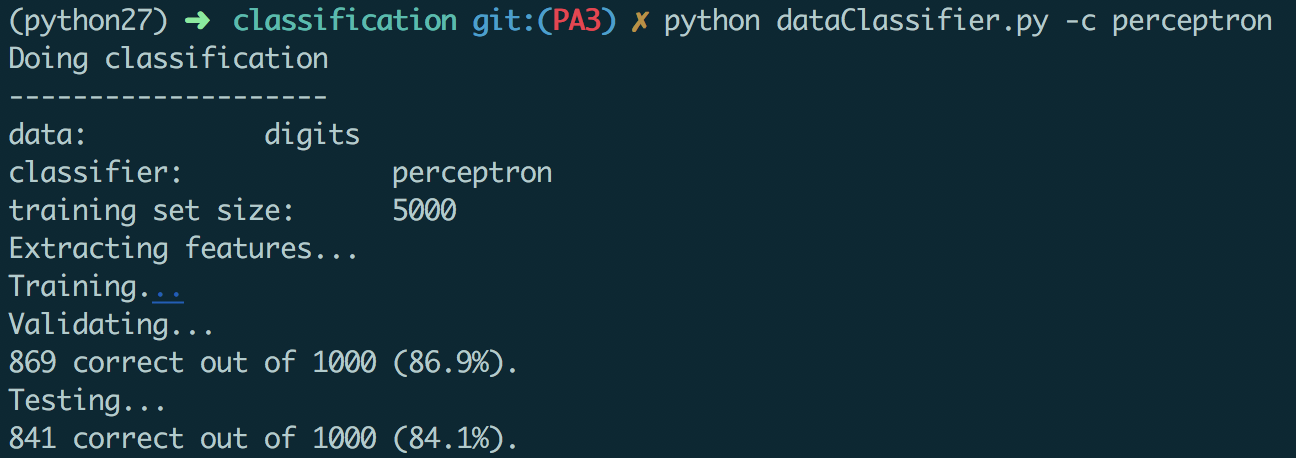 (python27) ➜ classification git:(PA3) ✗ python dataClassifier.py -c perceptron
Doing classification
--------------------
data: digits
classifier: perceptron
training set size: 5000
Extracting features...
Training...
Validating...
869 correct out of 1000 (86.9%).
Testing...
841 correct out of 1000 (84.1%).